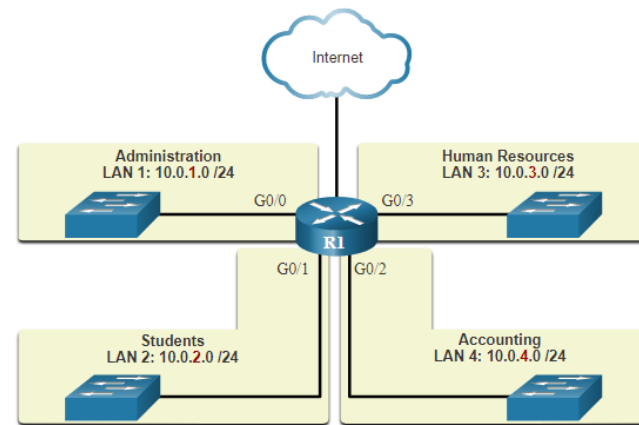 Internet
Administration
LAN 1: 10.0.1.0 /24
Human Resources
LAN 3: 10.0.3.0 /24
G0/0
G0/3
R1
G0/1
G0/2
Students
LAN 2: 10.0.2.0 /24
Accounting
LAN 4: 10.0.4.0 /24